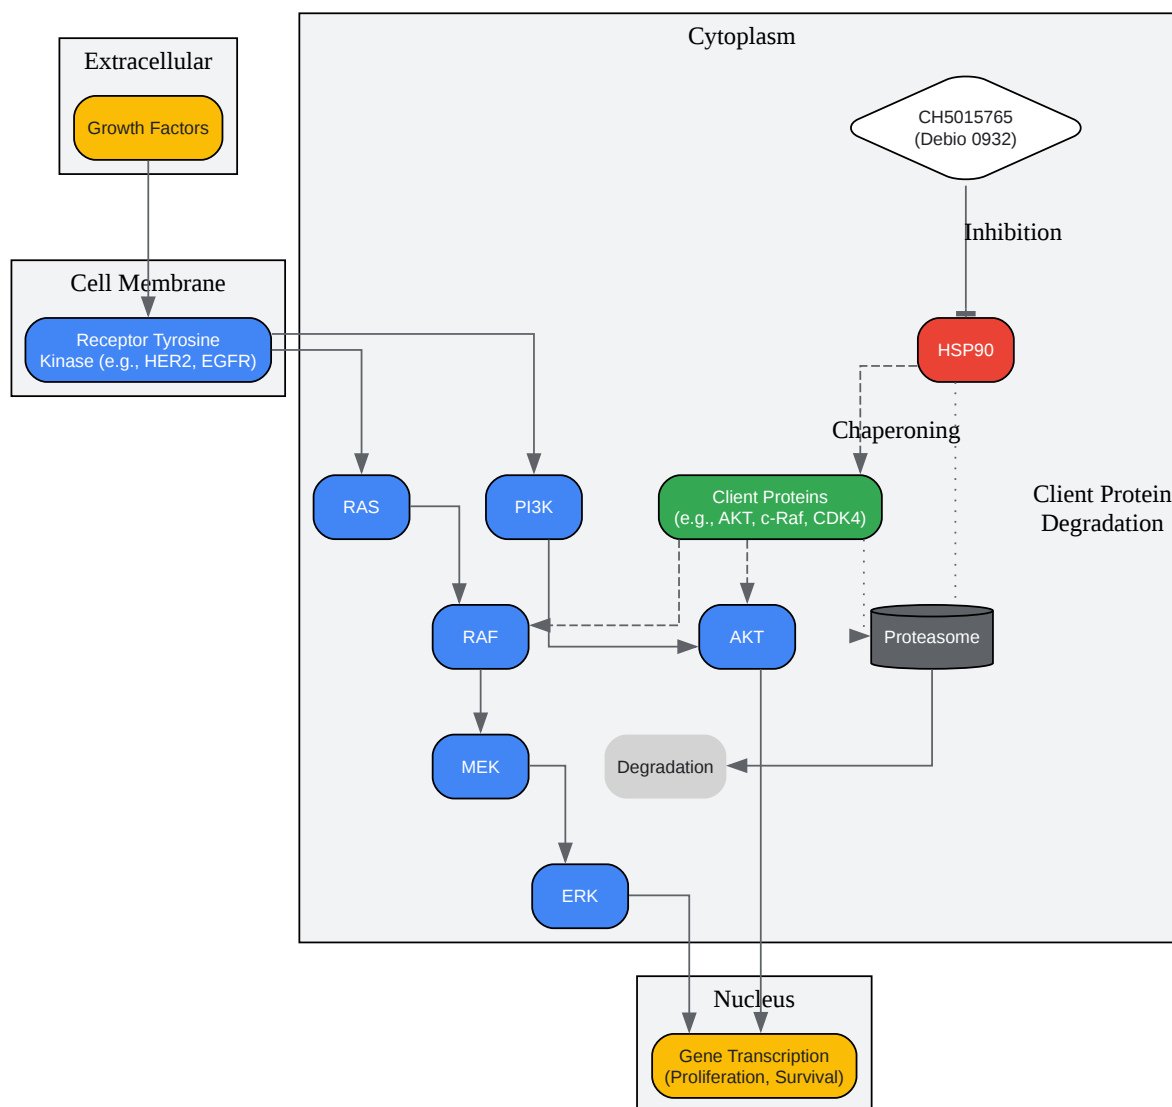 Cytoplasm
Extracellular
Growth Factors
CH5015765
(Debio 0932)
Inhibition
Cell Membrane
Receptor Tyrosine
Kinase (e.g., HER2, EGFR)
HSP90
Chaperoning
RAS
PI3K
Client Proteins
(e.g., AKT, c-Raf, CDK4)
Client Protein
Degradation
RAF
AKT
Proteasome
MEK
Degradation
ERK
Nucleus
Gene Transcription
(Proliferation, Survival)